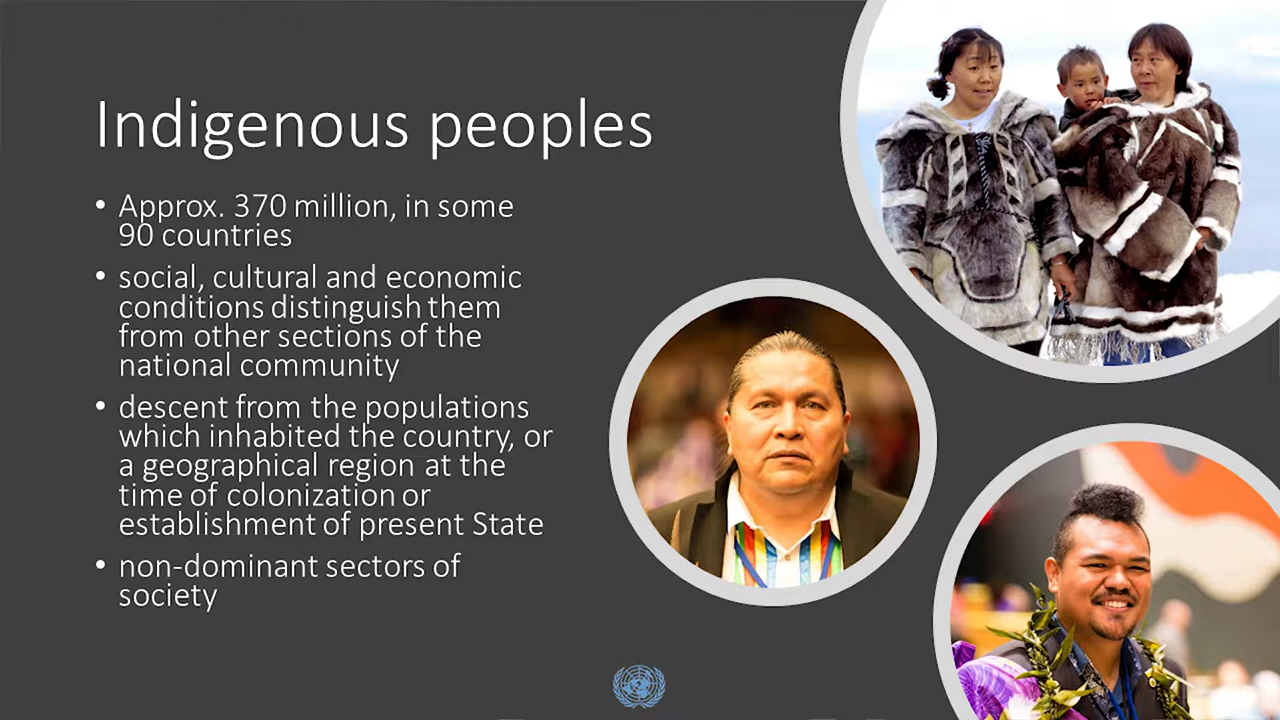 Indigenous peoples
• Approx. 370 million, in some
90 countries
• social, cultural and economic
conditions distinguish them
from other sections of the
national community
• descent from the populations
which inhabited the country, or
a geographical region at the
time of colonization or
establishment of present State
• non-dominant sectors of
society